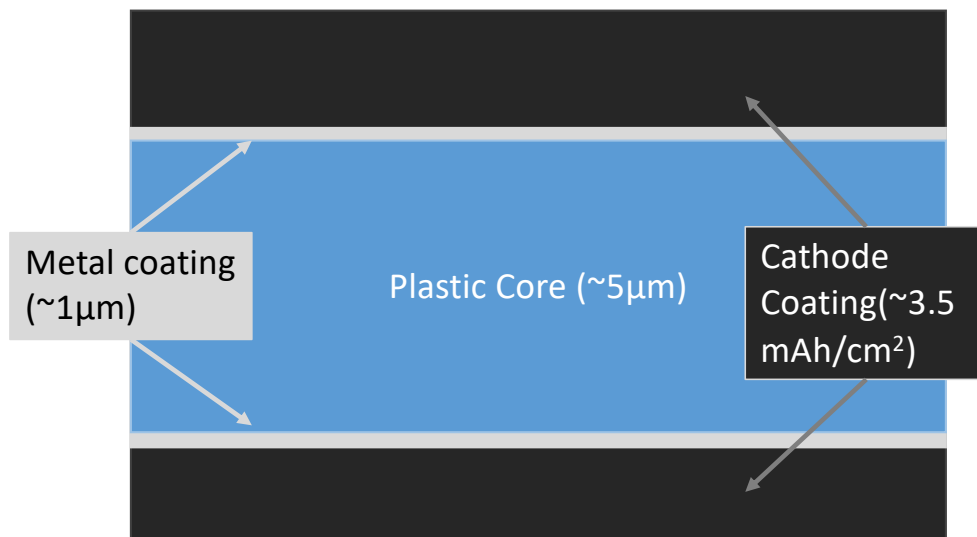 Metal coating
(~1µm)
Plastic Core (~5µm)
Cathode
Coating(~3.5
mAh/cm²)